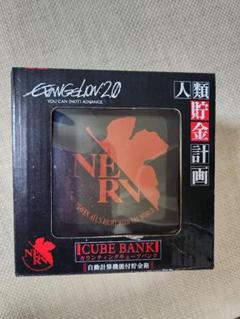 EVANGELION:2.0
YOU CAN (NOT) ADVANCE.
人類貯金計画
NERV
CUBE BANK
カウンティングキューブバンク
自動計算機能付貯金箱
NERV